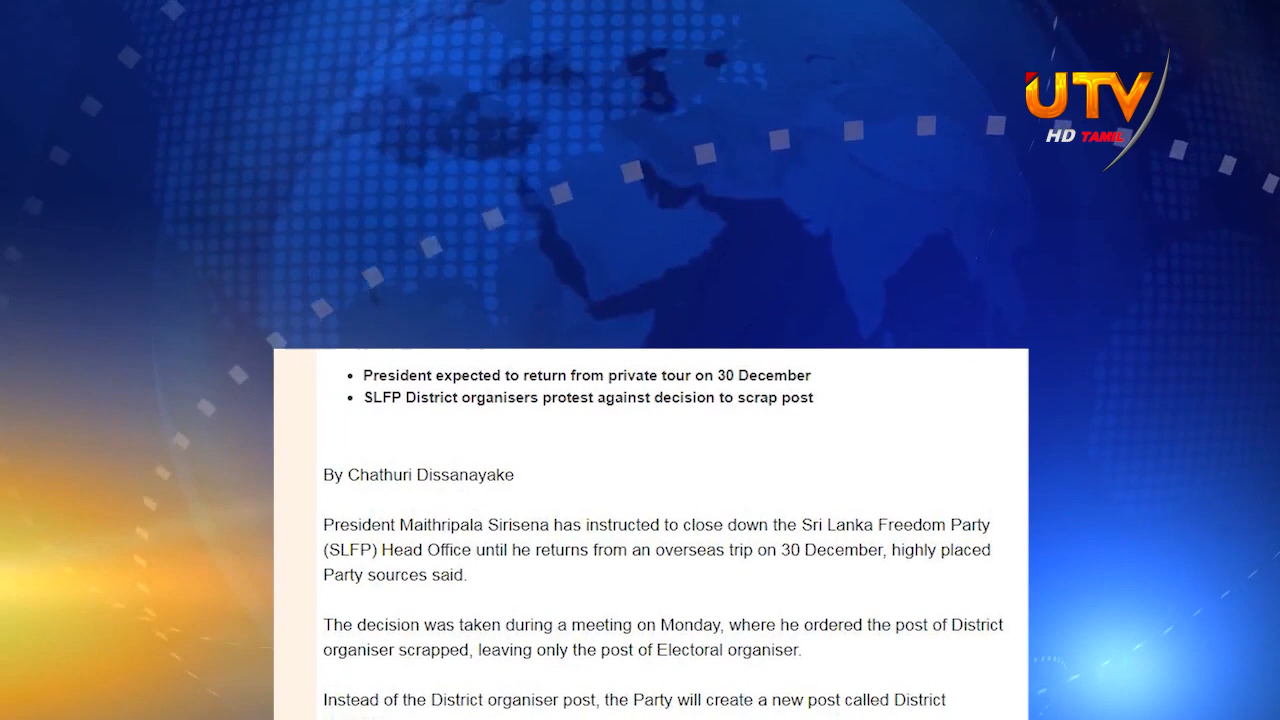 UTV
HD TAMIL
• President expected to return from private tour on 30 December
• SLFP District organisers protest against decision to scrap post
By Chathuri Dissanayake
President Maithripala Sirisena has instructed to close down the Sri Lanka Freedom Party
(SLFP) Head Office until he returns from an overseas trip on 30 December, highly placed
Party sources said.
The decision was taken during a meeting on Monday, where he ordered the post of District
organiser scrapped, leaving only the post of Electoral organiser.
Instead of the District organiser post, the Party will create a new post called District